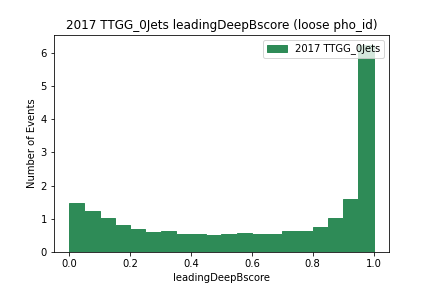 2017 TTGG_0Jets leadingDeepBscore (loose pho_id)
2017 TTGG_0Jets
Number of Events
6
5
4
3
2
1
0
0.0 0.2 0.4 0.6 0.8 1.0
leadingDeepBscore